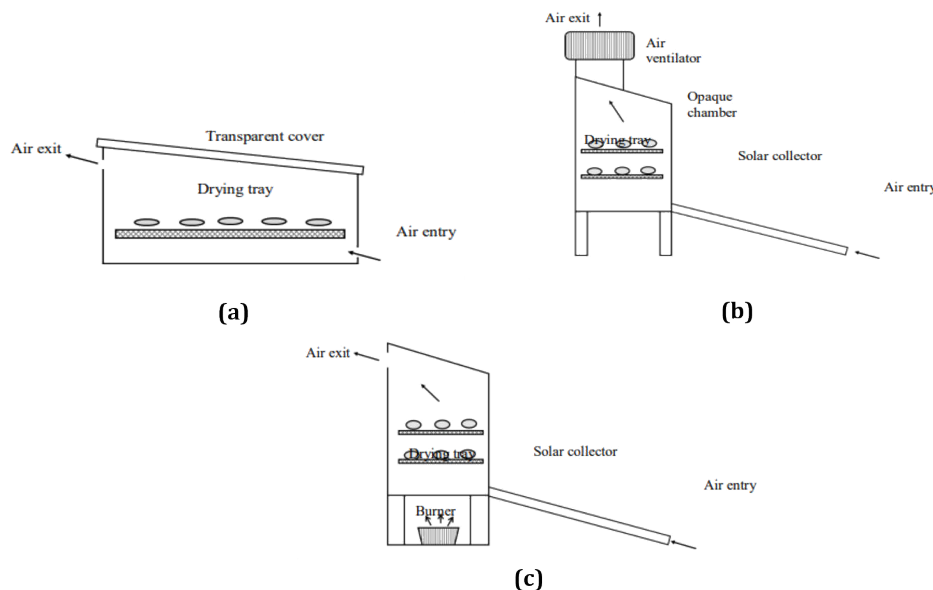 Transparent cover
Air exit
Drying tray
Air entry
(a)
Air exit
Air
ventilator
Opaque
chamber
Drying tray
Solar collector
Air entry
(b)
Air exit
Drying tray
Solar collector
Air entry
Burner
(c)